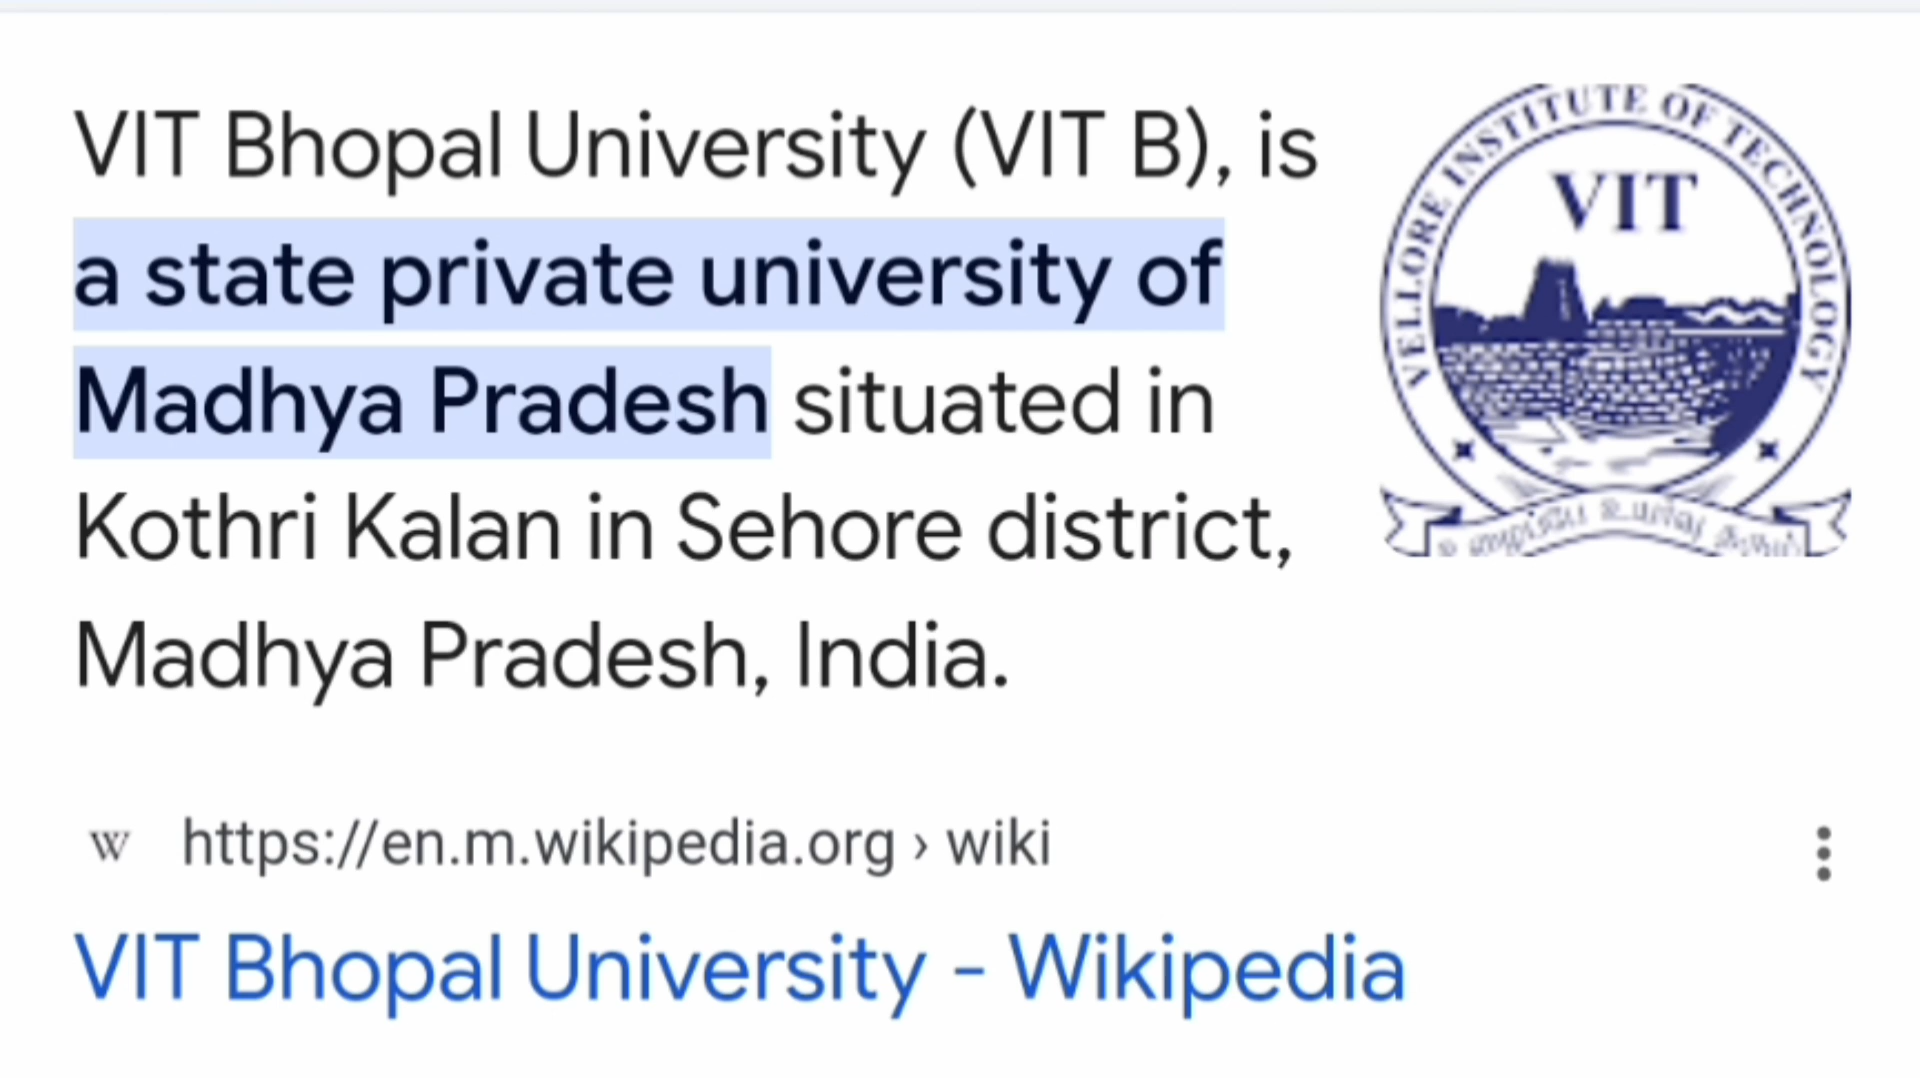 VIT Bhopal University (VIT B), is
a state private university of
Madhya Pradesh situated in
Kothri Kalan in Sehore district,
Madhya Pradesh, India.
VELLORE INSTITUTE OF TECHNOLOGY
VIT
W https://en.m.wikipedia.org › wiki
VIT Bhopal University - Wikipedia